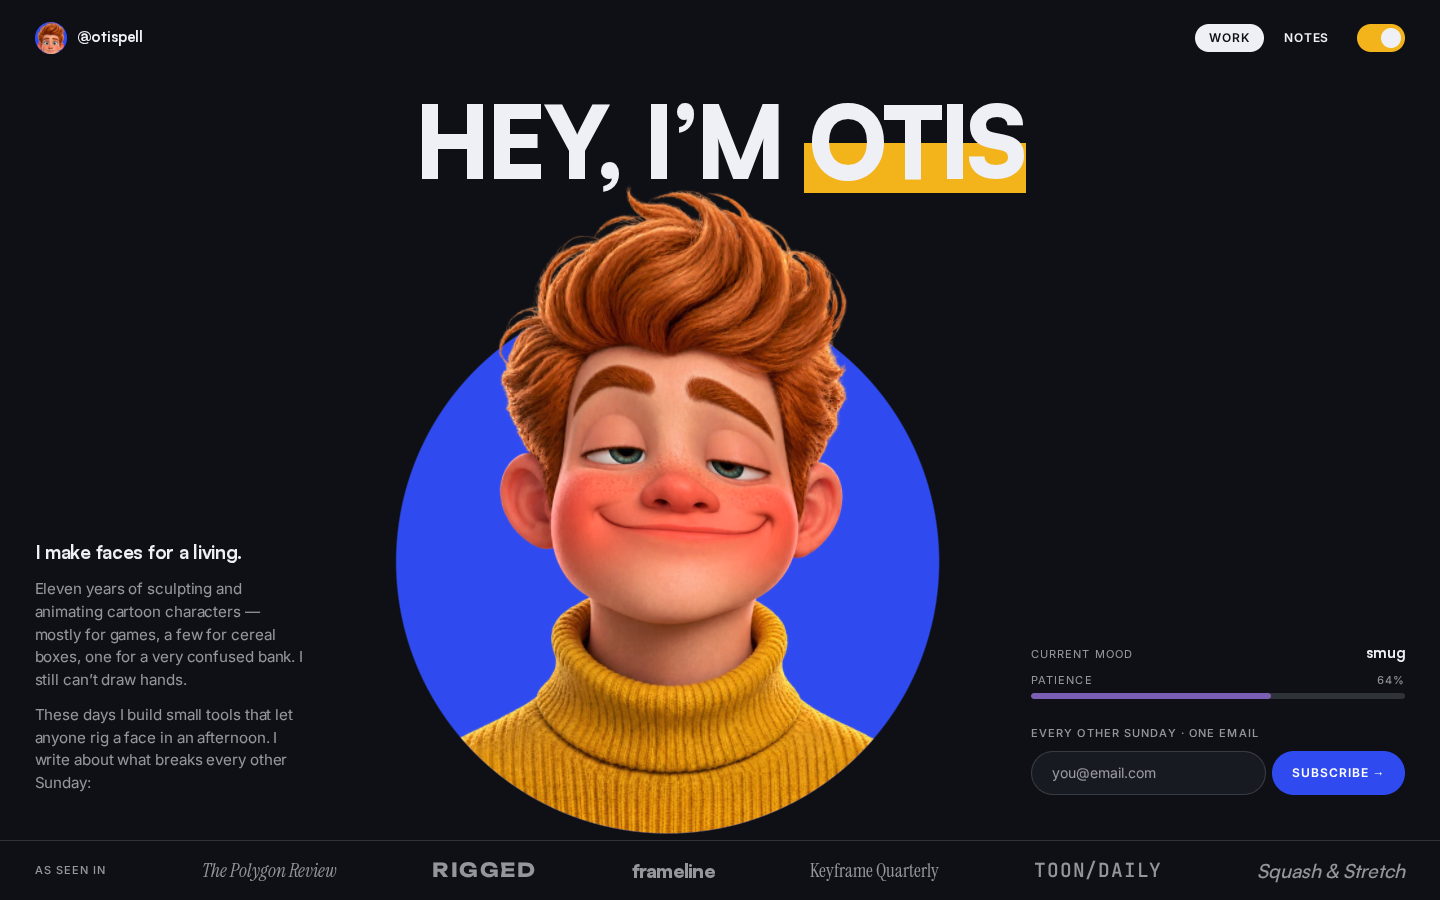 @otispell
WORK
NOTES
HEY, I’M OTIS
I make faces for a living.
Eleven years of sculpting and
animating cartoon characters —
mostly for games, a few for cereal
boxes, one for a very confused bank. I
still can’t draw hands.
These days I build small tools that let
anyone rig a face in an afternoon. I
write about what breaks every other
Sunday:
CURRENT MOOD smug
PATIENCE 64%
EVERY OTHER SUNDAY · ONE EMAIL
you@email.com
SUBSCRIBE →
AS SEEN IN
The Polygon Review
RIGGED
frameline
Keyframe Quarterly
TOON/DAILY
Squash & Stretch